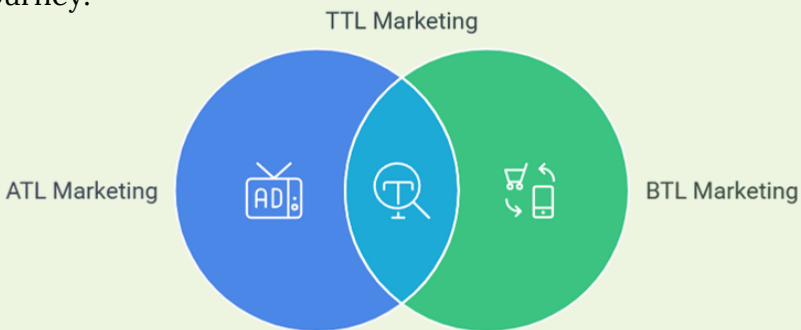 TTL Marketing
ATL Marketing
AD
T
BTL Marketing